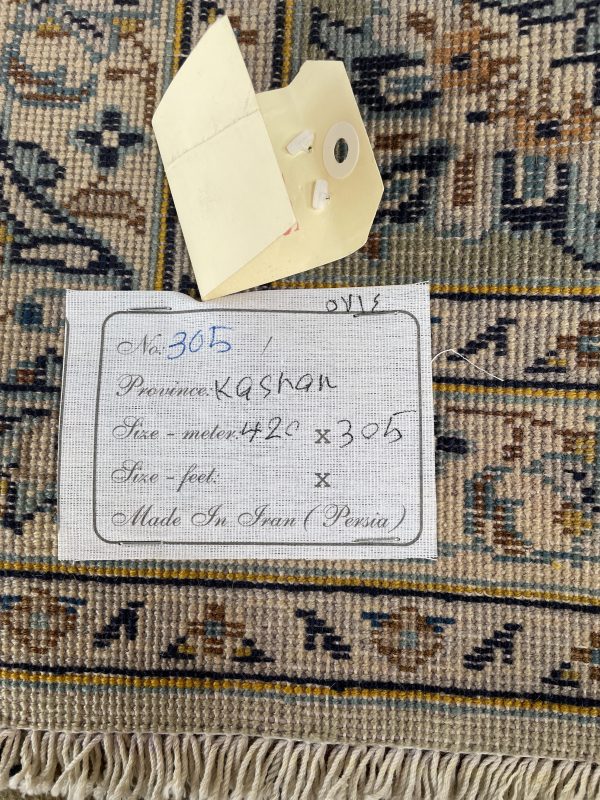 No: 305 /
Province: Kashan
Size - meter: 420 x 305
Size - feet: x
Made In Iran ( Persia )